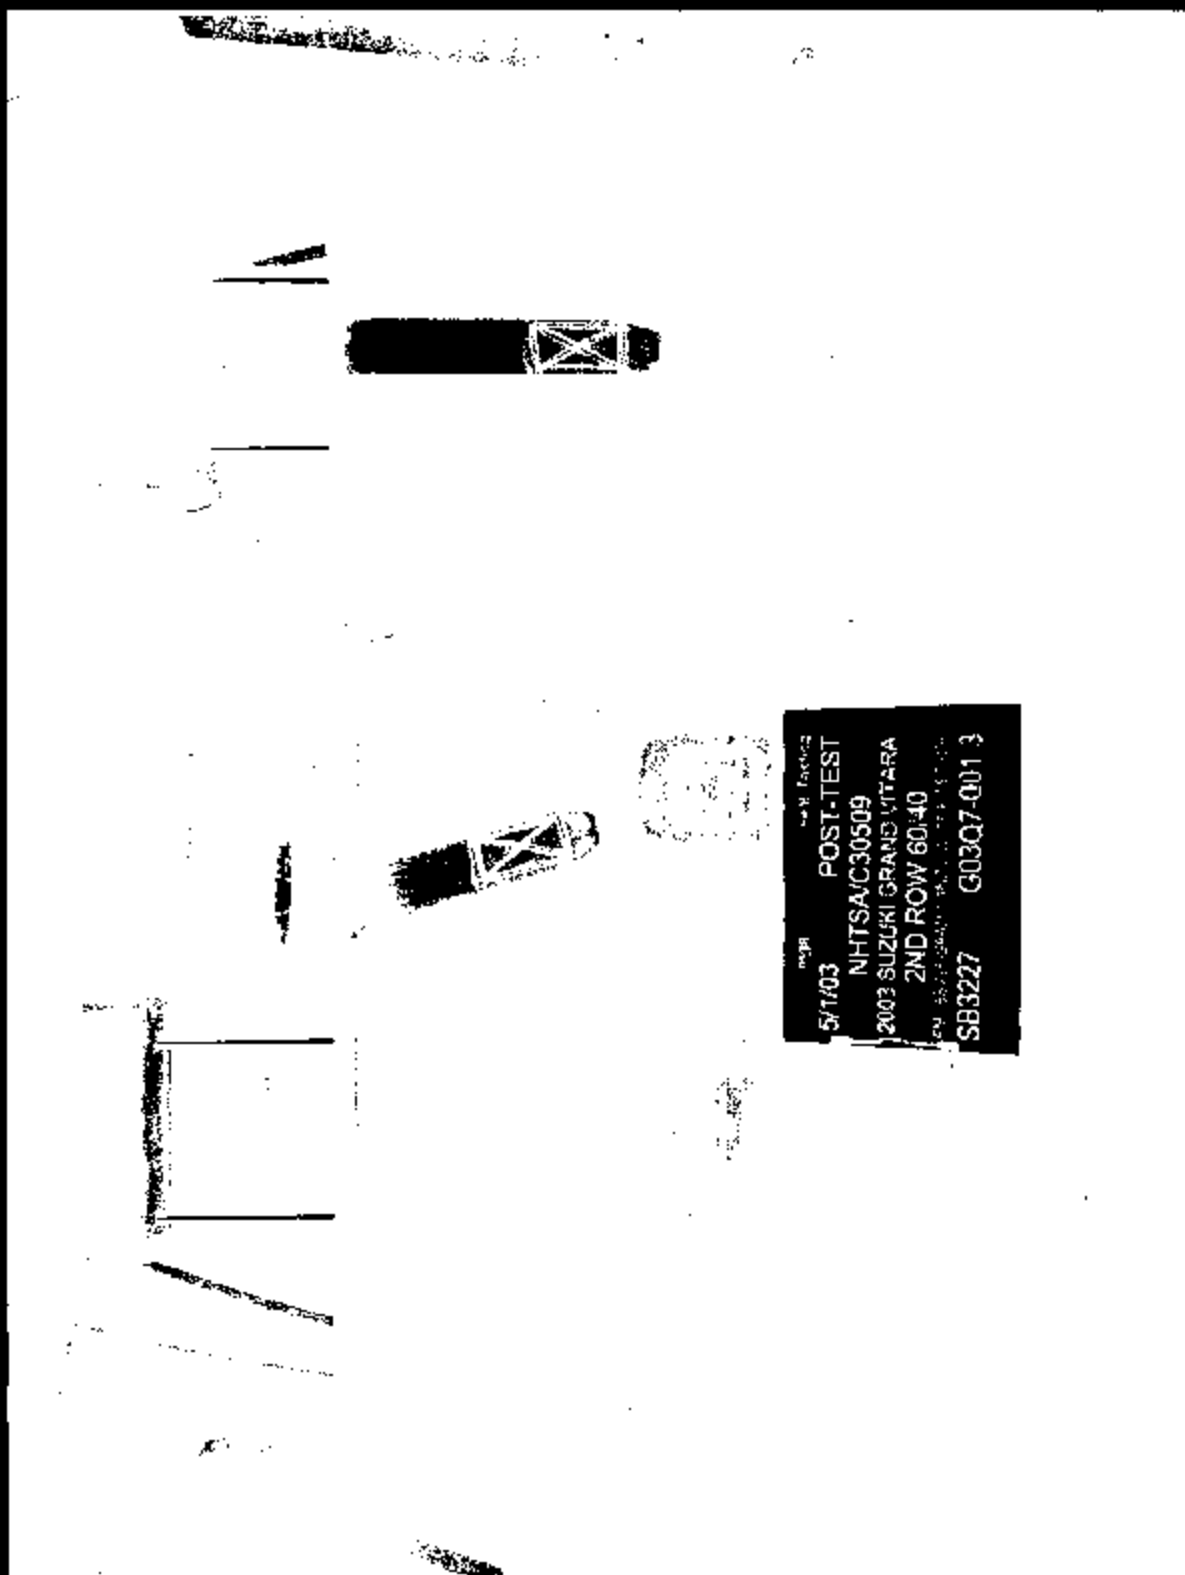 5/1/03 POST-TEST
NHTSA/C30509
2003 SUZUKI GRAND VITARA
2ND ROW 60/40
SB3227 G03Q7-001.3